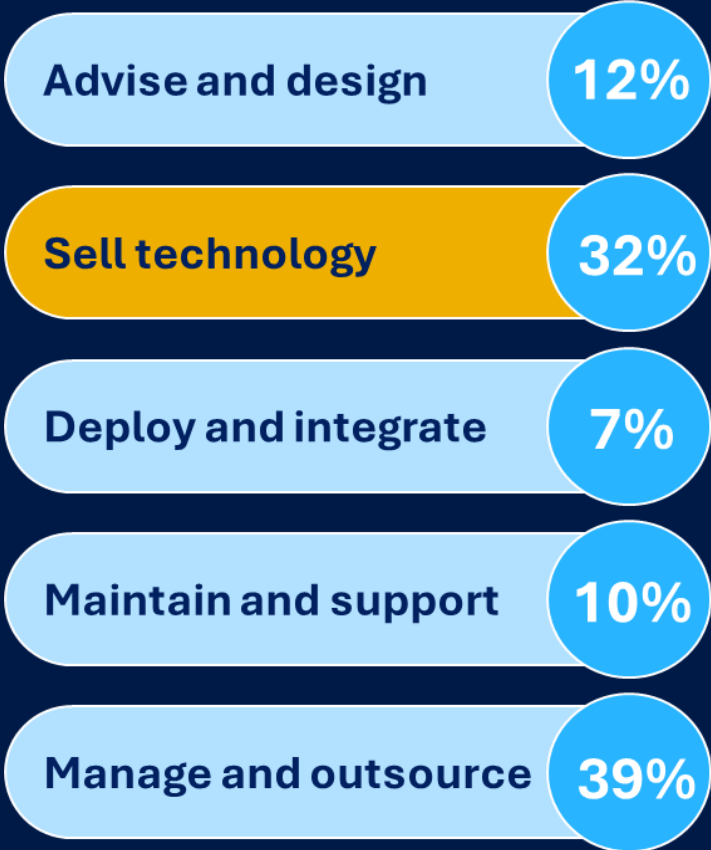 Advise and design 12%
Sell technology 32%
Deploy and integrate 7%
Maintain and support 10%
Manage and outsource 39%